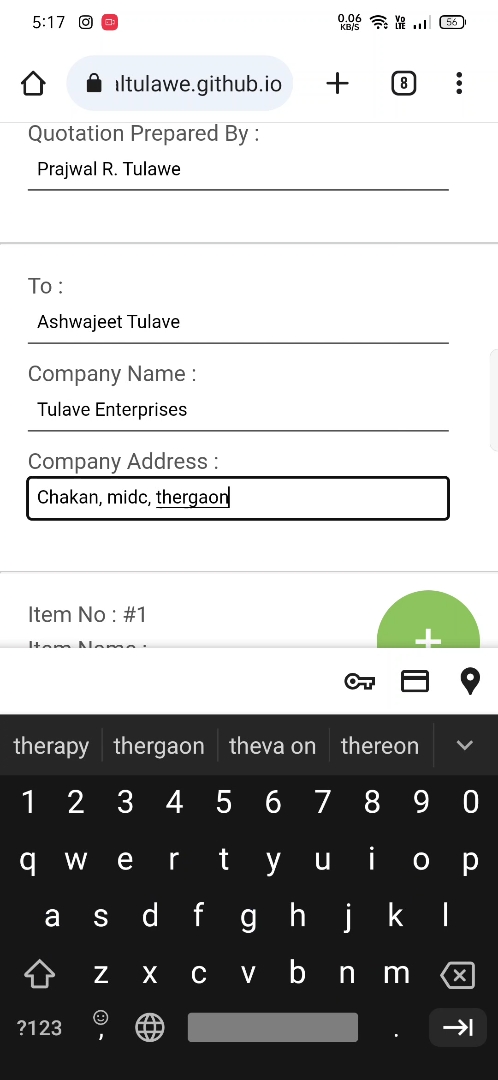 5:17 0.06 KB/S Vo LTE 56
ltulawe.github.io + 8
Quotation Prepared By :
Prajwal R. Tulawe
To :
Ashwajeet Tulave
Company Name :
Tulave Enterprises
Company Address :
Chakan, midc, thergaon
Item No : #1
Item Name :
+
therapy thergaon theva on thereon
1 2 3 4 5 6 7 8 9 0
q w e r t y u i o p
a s d f g h j k l
z x c v b n m
?123 , .